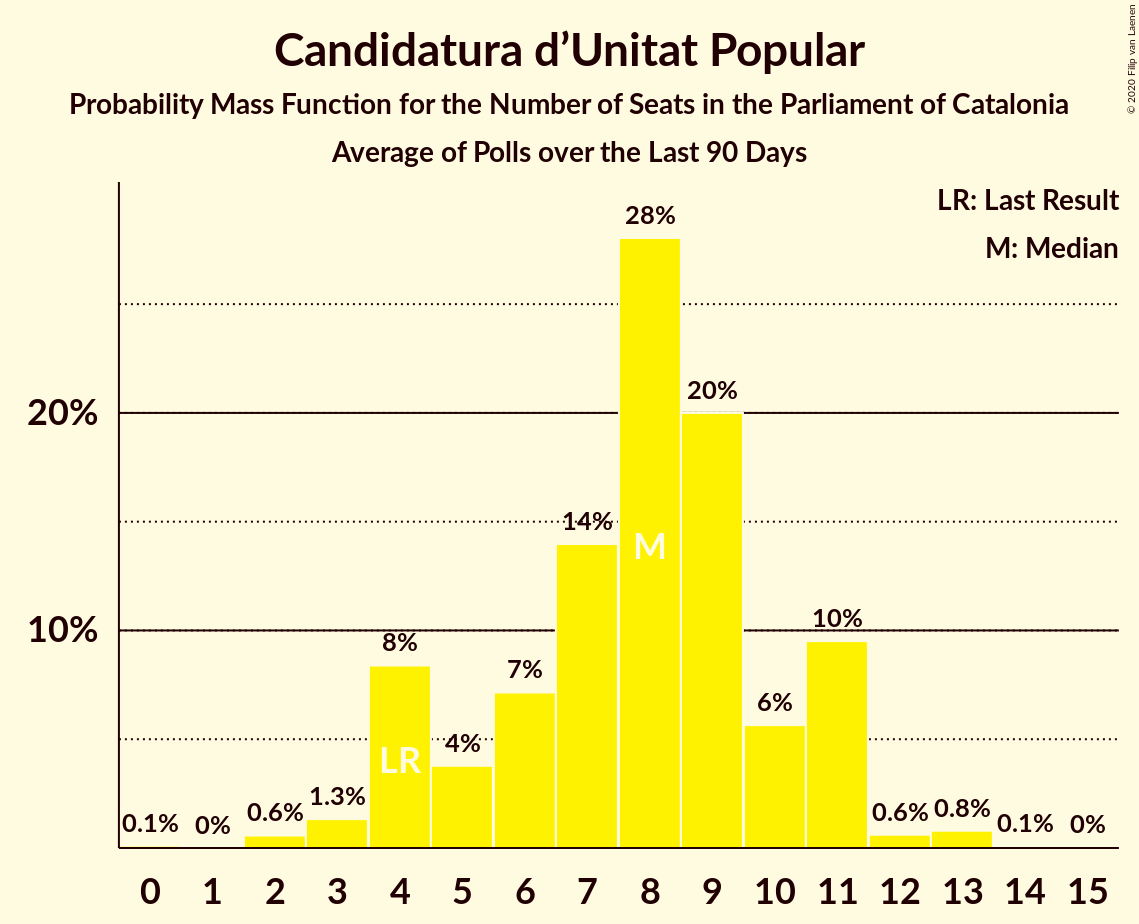 Candidatura d’Unitat Popular
Probability Mass Function for the Number of Seats in the Parliament of Catalonia
Average of Polls over the Last 90 Days
© 2020 Filip van Laenen
LR: Last Result
M: Median
28%
20%
20%
14%
M
10%
10%
8%
7%
6%
4%
LR
0.1% 0% 0.6% 1.3% 0.6% 0.8% 0.1% 0%
0 1 2 3 4 5 6 7 8 9 10 11 12 13 14 15